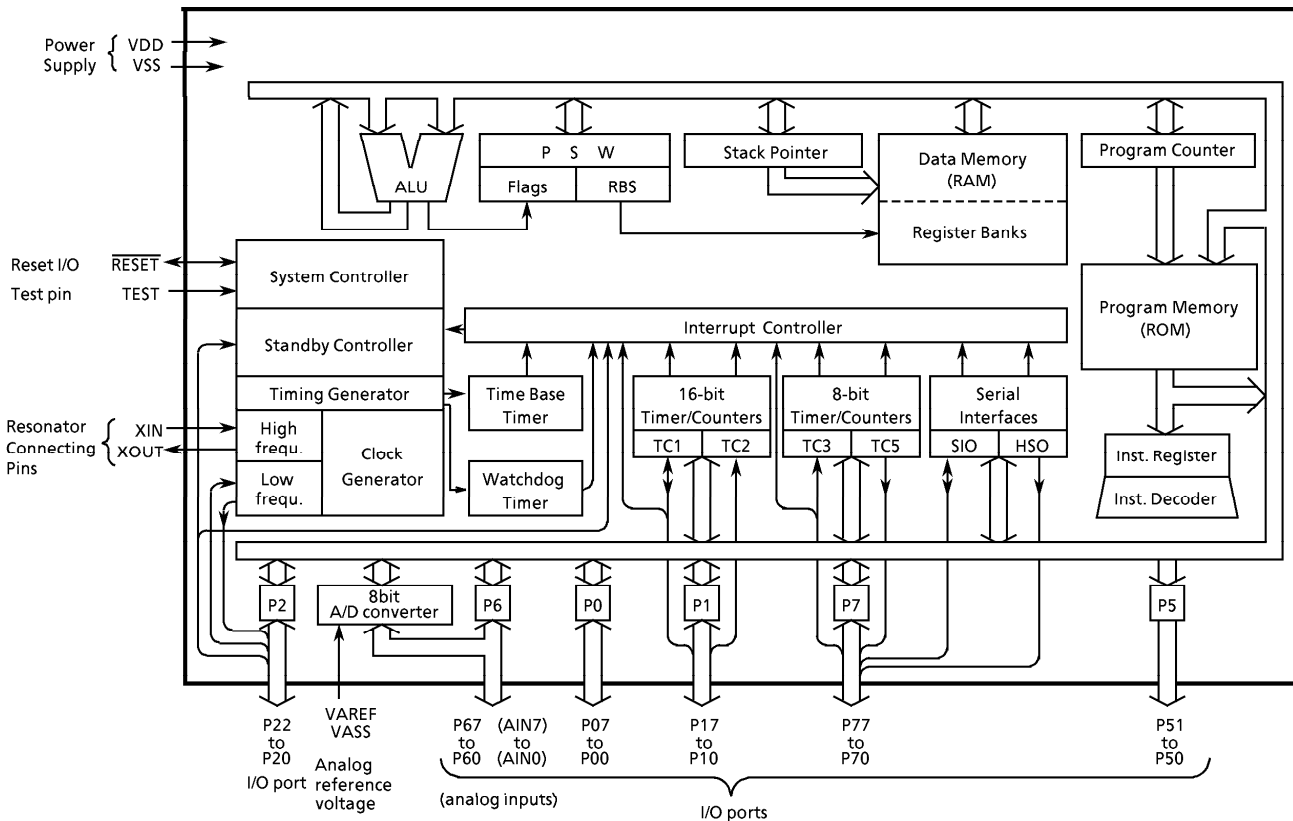 Power VDD
Supply VSS
P S W
Stack Pointer
Data Memory
(RAM)
Program Counter
ALU
Flags
RBS
Register Banks
Reset I/O RESET
Test pin TEST
System Controller
Interrupt Controller
Program Memory
(ROM)
Standby Controller
Timing Generator
Time Base
Timer
16-bit
Timer/Counters
TC1 TC2
8-bit
Timer/Counters
TC3 TC5
Serial
Interfaces
SIO HSO
Resonator
Connecting
Pins
XIN
XOUT
High
frequ.
Low
frequ.
Clock
Generator
Watchdog
Timer
Inst. Register
Inst. Decoder
P2
8bit
A/D converter
P6
P0
P1
P7
P5
P22
to
P20
I/O port
VAREF
VASS
Analog
reference
voltage
P67 (AIN7)
to to
P60 (AIN0)
(analog inputs)
P07
to
P00
P17
to
P10
P77
to
P70
P51
to
P50
I/O ports